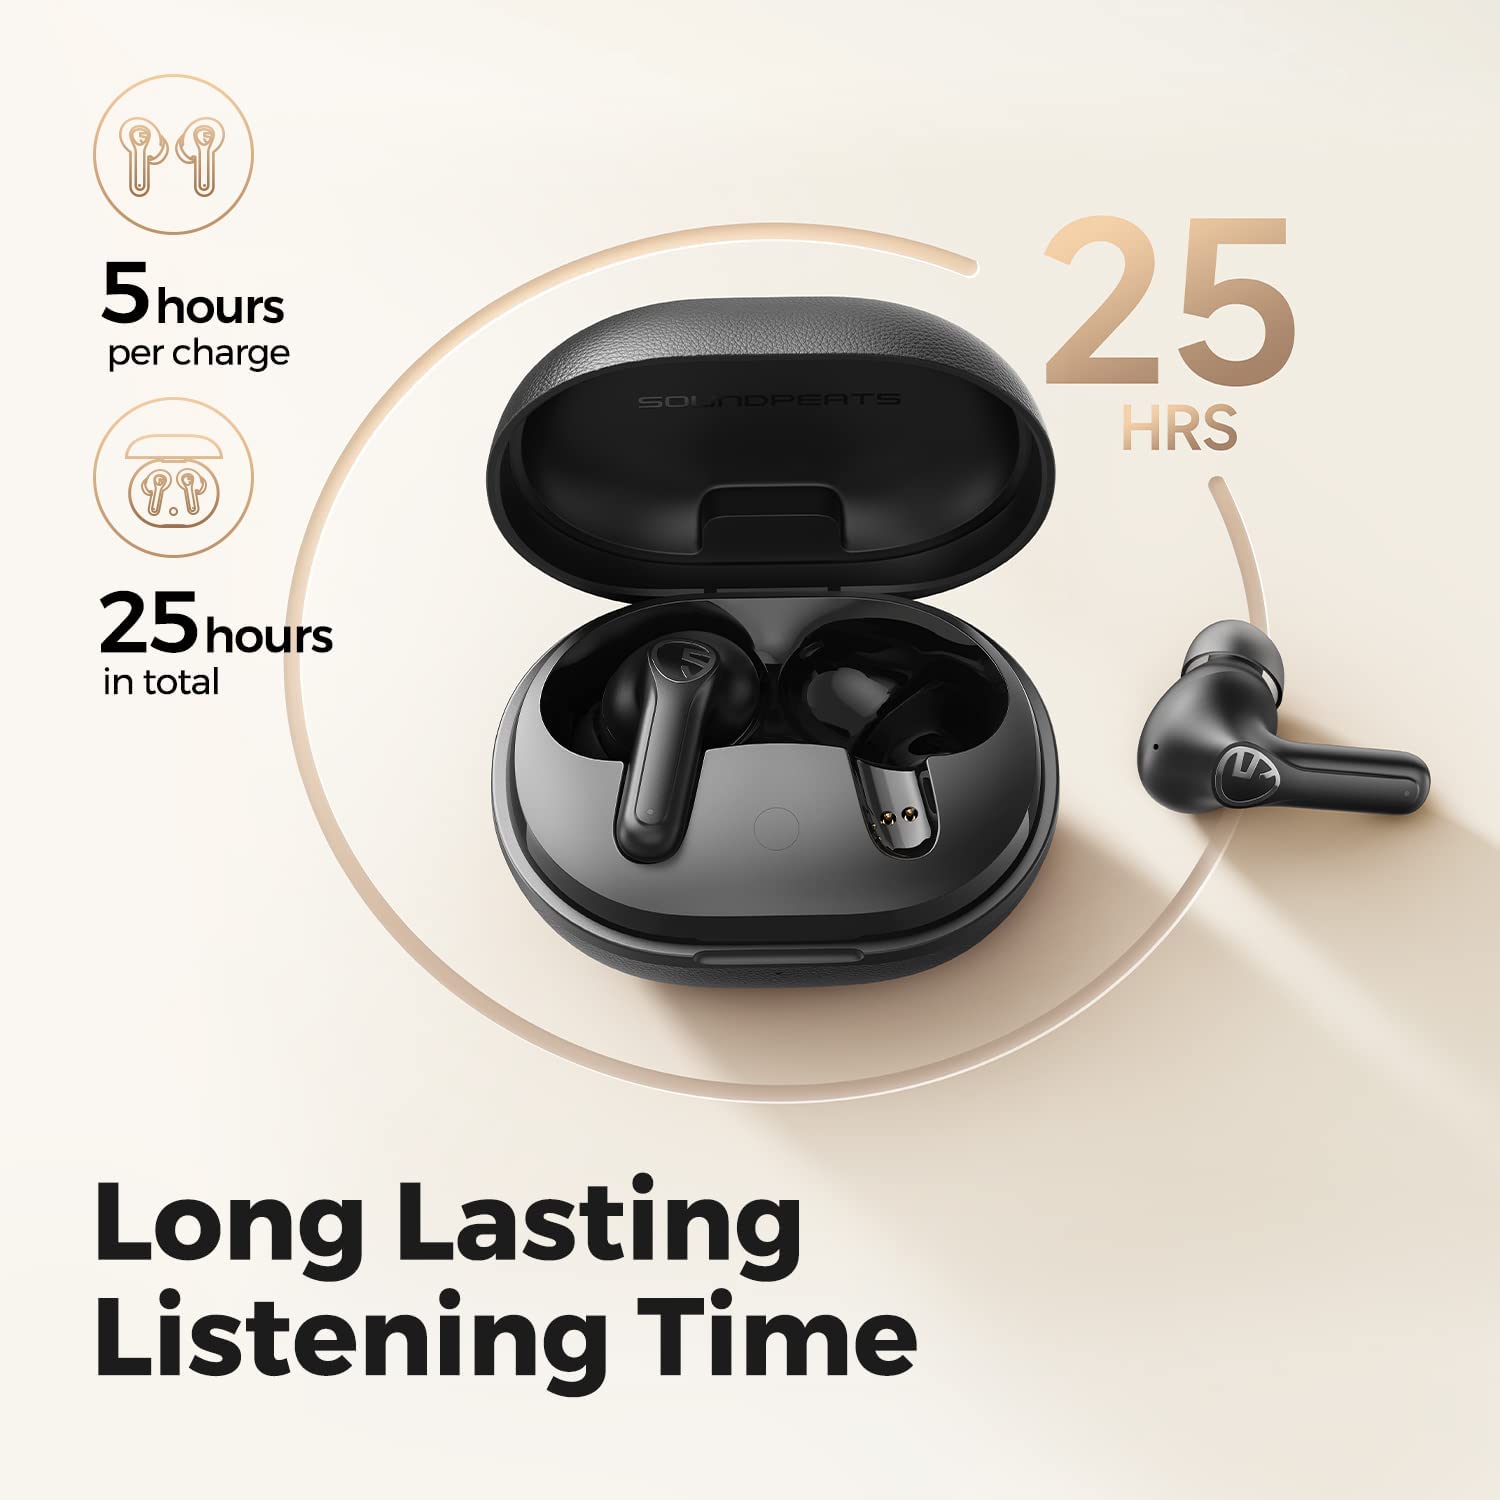 5 hours
per charge
25 hours
in total
25
HRS
SOUNDPEATS
Long Lasting
Listening Time